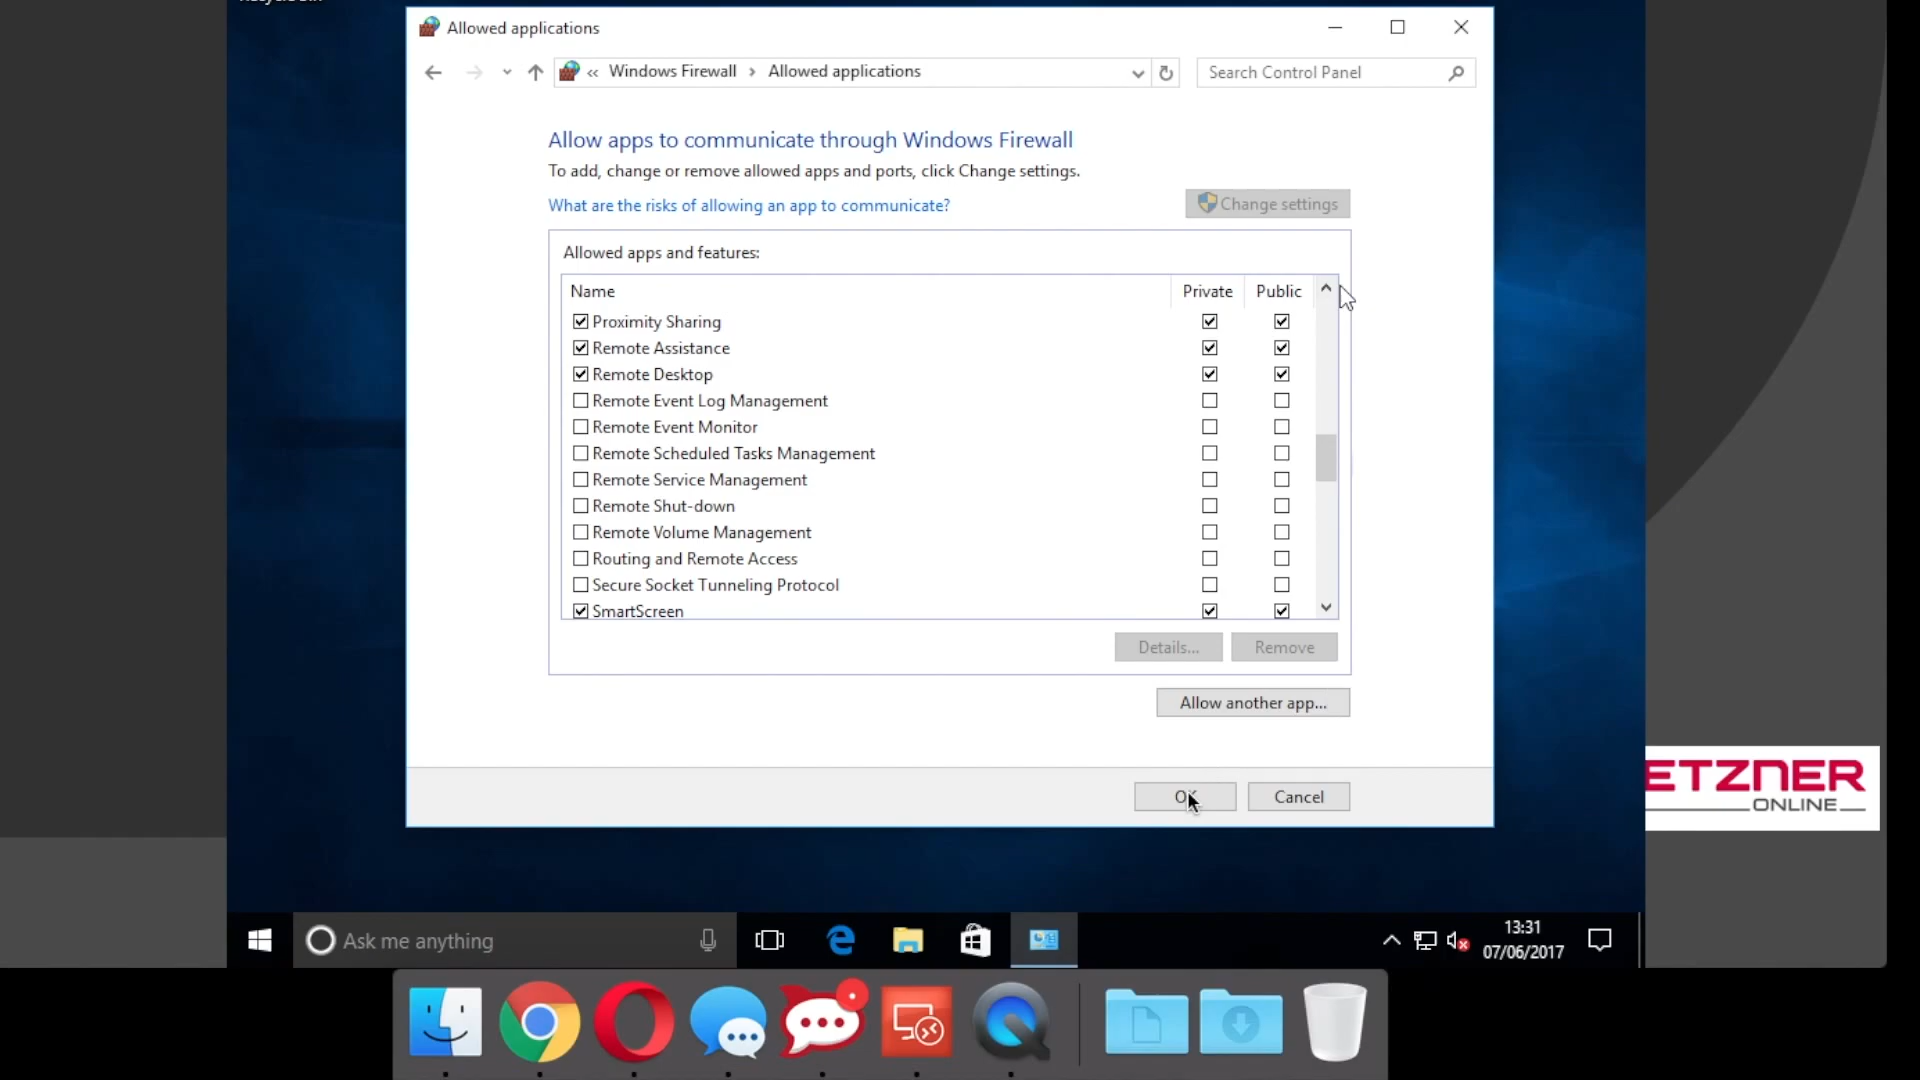 Allowed applications
« Windows Firewall › Allowed applications
Search Control Panel
Allow apps to communicate through Windows Firewall
To add, change or remove allowed apps and ports, click Change settings.
What are the risks of allowing an app to communicate?
Change settings
Allowed apps and features:
Name Private Public
Proximity Sharing
Remote Assistance
Remote Desktop
Remote Event Log Management
Remote Event Monitor
Remote Scheduled Tasks Management
Remote Service Management
Remote Shut-down
Remote Volume Management
Routing and Remote Access
Secure Socket Tunneling Protocol
SmartScreen
Details... Remove
Allow another app...
OK Cancel
ETZNER
ONLINE
Ask me anything
13:31
07/06/2017